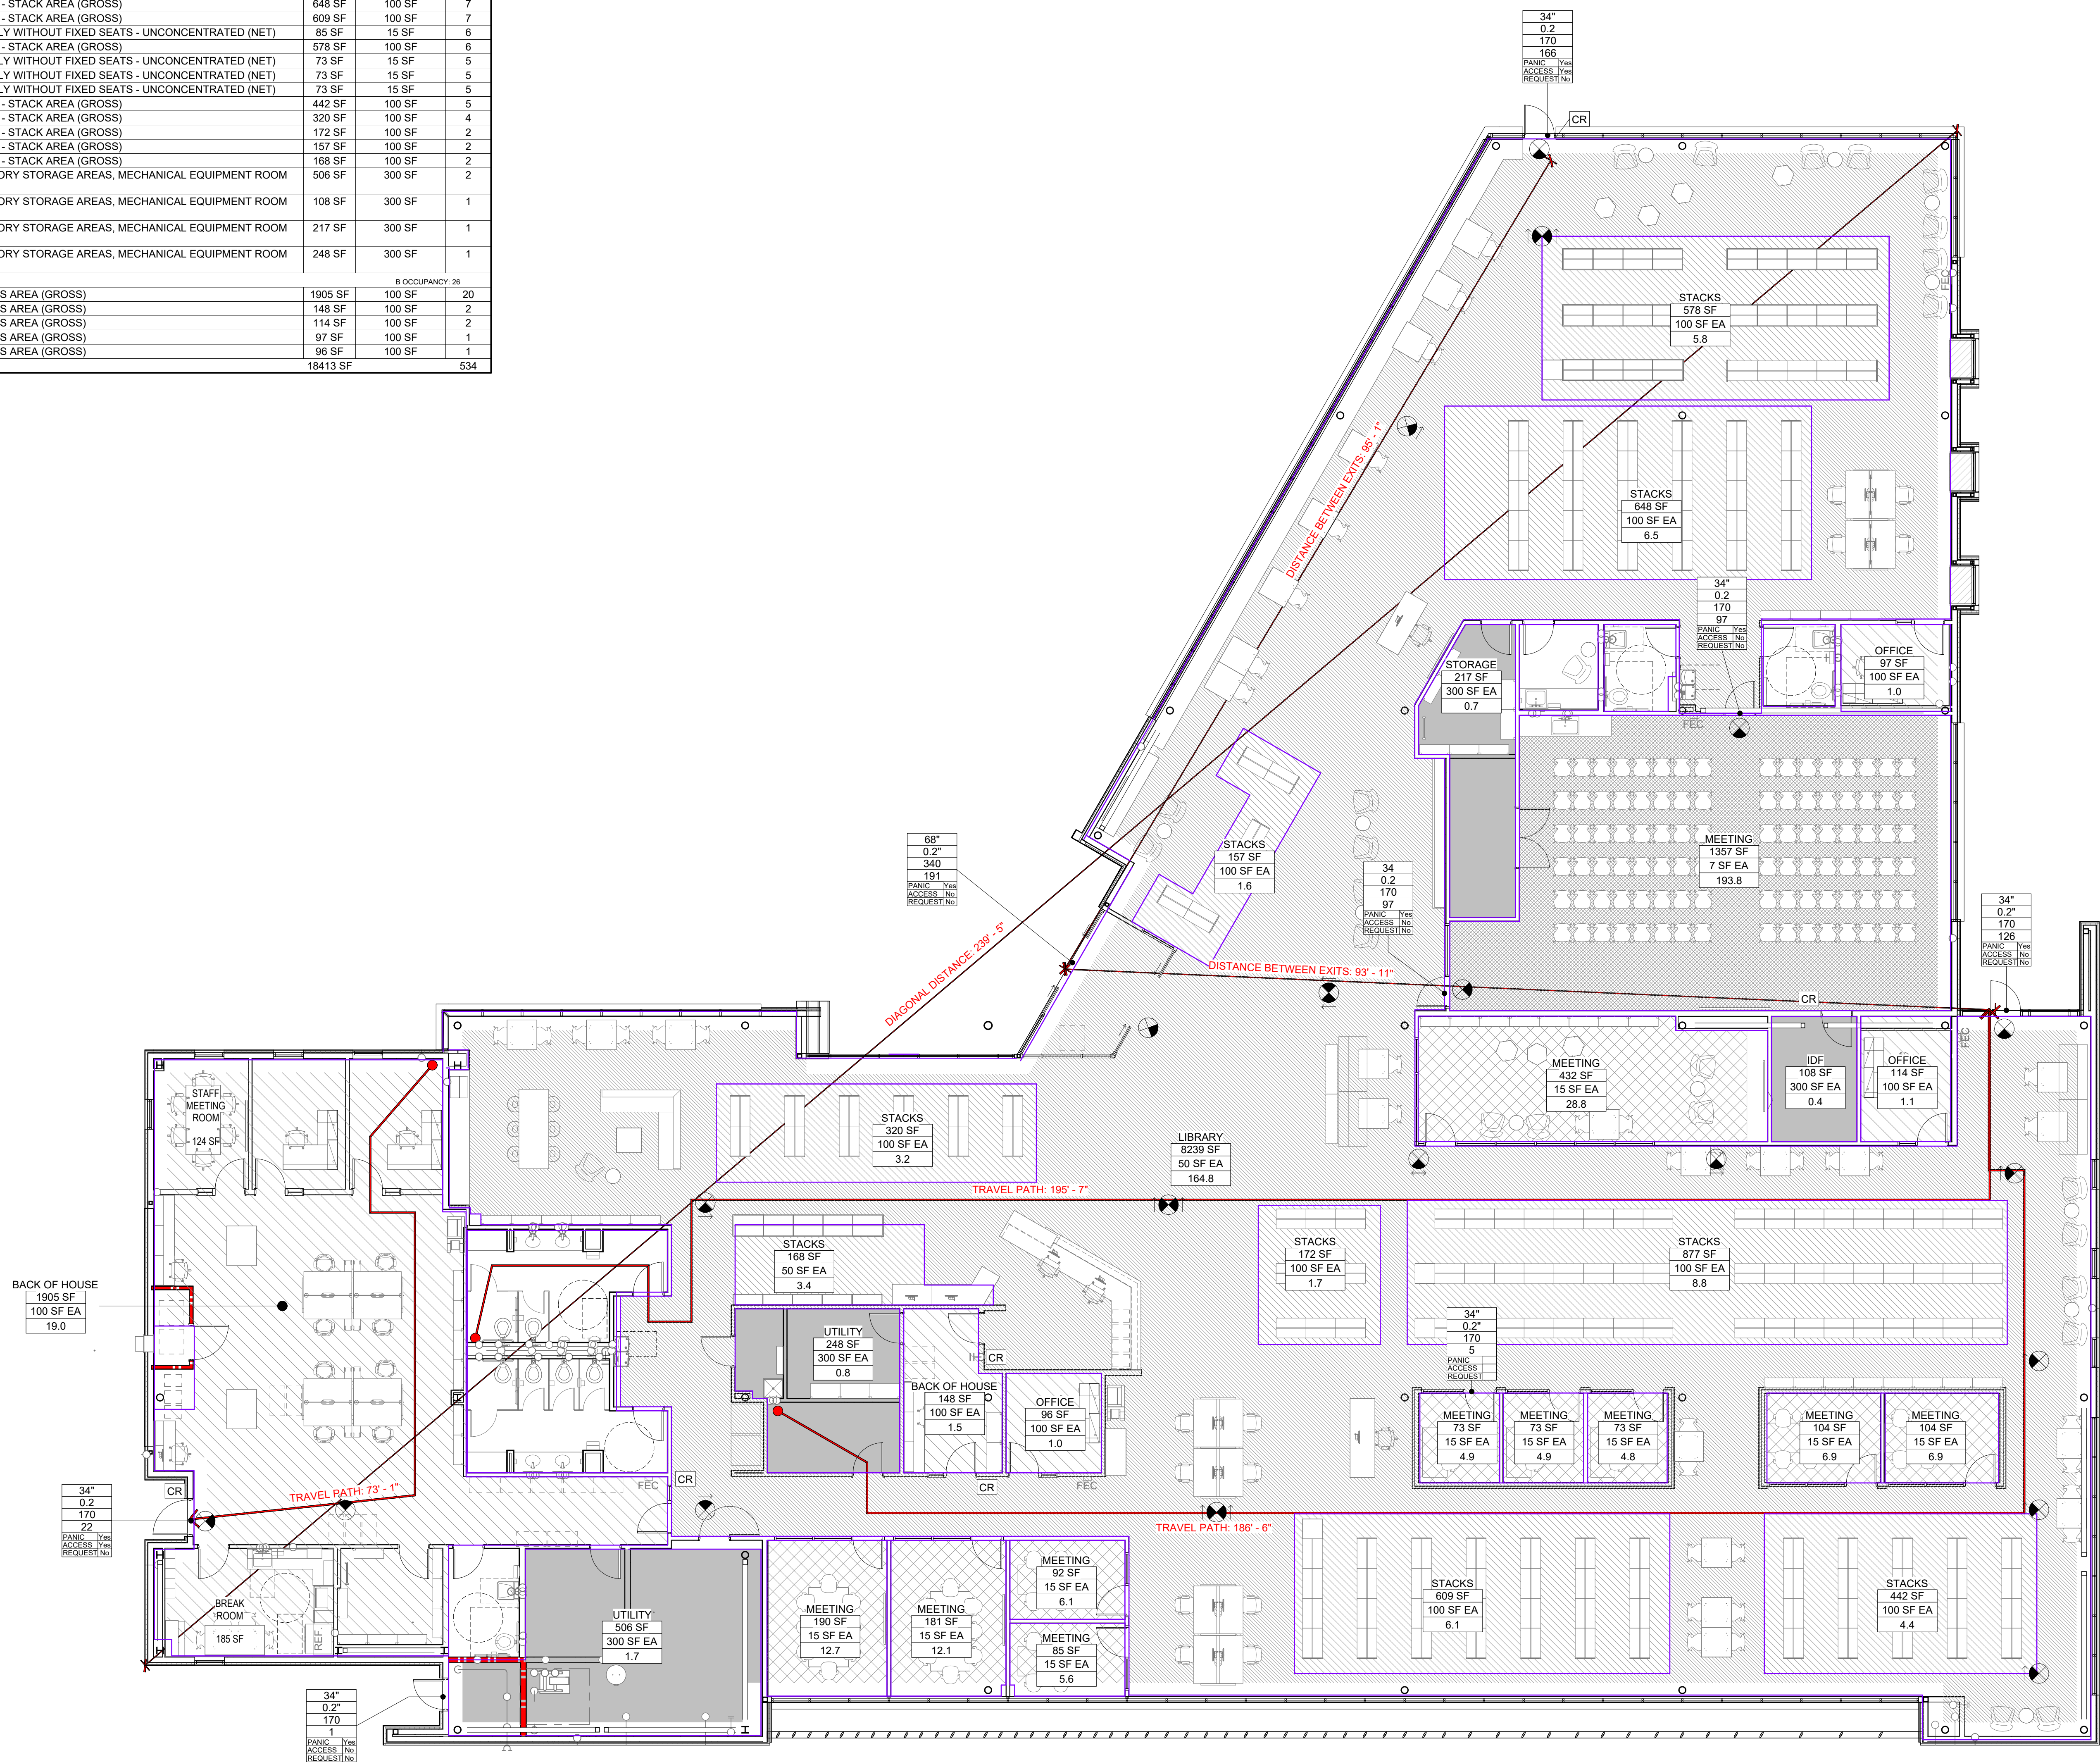 - STACK AREA (GROSS) 648 SF 100 SF 7
- STACK AREA (GROSS) 609 SF 100 SF 7
LY WITHOUT FIXED SEATS - UNCONCENTRATED (NET) 85 SF 15 SF 6
- STACK AREA (GROSS) 578 SF 100 SF 6
LY WITHOUT FIXED SEATS - UNCONCENTRATED (NET) 73 SF 15 SF 5
LY WITHOUT FIXED SEATS - UNCONCENTRATED (NET) 73 SF 15 SF 5
LY WITHOUT FIXED SEATS - UNCONCENTRATED (NET) 73 SF 15 SF 5
- STACK AREA (GROSS) 442 SF 100 SF 5
- STACK AREA (GROSS) 320 SF 100 SF 4
- STACK AREA (GROSS) 172 SF 100 SF 2
- STACK AREA (GROSS) 157 SF 100 SF 2
- STACK AREA (GROSS) 168 SF 100 SF 2
ORY STORAGE AREAS, MECHANICAL EQUIPMENT ROOM 506 SF 300 SF 2
ORY STORAGE AREAS, MECHANICAL EQUIPMENT ROOM 108 SF 300 SF 1
ORY STORAGE AREAS, MECHANICAL EQUIPMENT ROOM 217 SF 300 SF 1
ORY STORAGE AREAS, MECHANICAL EQUIPMENT ROOM 248 SF 300 SF 1
B OCCUPANCY: 26
S AREA (GROSS) 1905 SF 100 SF 20
S AREA (GROSS) 148 SF 100 SF 2
S AREA (GROSS) 114 SF 100 SF 2
S AREA (GROSS) 97 SF 100 SF 1
S AREA (GROSS) 96 SF 100 SF 1
18413 SF 534
34"
0.2
170
166
PANIC Yes
ACCESS Yes
REQUEST No
CR
FEC
STACKS
578 SF
100 SF EA
5.8
DISTANCE BETWEEN EXITS: 95' - 1"
STACKS
648 SF
100 SF EA
6.5
34"
0.2
170
97
PANIC Yes
ACCESS No
REQUEST No
STORAGE
217 SF
300 SF EA
0.7
OFFICE
97 SF
100 SF EA
1.0
FEC
68"
0.2"
340
191
PANIC Yes
ACCESS No
REQUEST No
STACKS
157 SF
100 SF EA
1.6
34
0.2
170
97
PANIC Yes
ACCESS No
REQUEST No
MEETING
1357 SF
7 SF EA
193.8
34"
0.2"
170
126
PANIC Yes
ACCESS No
REQUEST No
DIAGONAL DISTANCE: 239' - 5"
DISTANCE BETWEEN EXITS: 93' - 11"
CR
FEC
MEETING
432 SF
15 SF EA
28.8
IDF
108 SF
300 SF EA
0.4
OFFICE
114 SF
100 SF EA
1.1
STAFF
MEETING
ROOM
124 SF
STACKS
320 SF
100 SF EA
3.2
LIBRARY
8239 SF
50 SF EA
164.8
TRAVEL PATH: 195' - 7"
BACK OF HOUSE
1905 SF
100 SF EA
19.0
STACKS
168 SF
50 SF EA
3.4
STACKS
172 SF
100 SF EA
1.7
STACKS
877 SF
100 SF EA
8.8
34"
0.2"
170
5
PANIC
ACCESS
REQUEST
UTILITY
248 SF
300 SF EA
0.8
CR
BACK OF HOUSE
148 SF
100 SF EA
1.5
OFFICE
96 SF
100 SF EA
1.0
MEETING
73 SF
15 SF EA
4.9
MEETING
73 SF
15 SF EA
4.9
MEETING
73 SF
15 SF EA
4.8
MEETING
104 SF
15 SF EA
6.9
MEETING
104 SF
15 SF EA
6.9
34"
0.2
170
22
PANIC Yes
ACCESS Yes
REQUEST No
CR
TRAVEL PATH: 73' - 1"
FEC
CR
CR
FEC
TRAVEL PATH: 186' - 6"
BREAK
ROOM
185 SF
REF.
UTILITY
506 SF
300 SF EA
1.7
MEETING
190 SF
15 SF EA
12.7
MEETING
181 SF
15 SF EA
12.1
MEETING
92 SF
15 SF EA
6.1
MEETING
85 SF
15 SF EA
5.6
STACKS
609 SF
100 SF EA
6.1
STACKS
442 SF
100 SF EA
4.4
34"
0.2"
170
1
PANIC Yes
ACCESS No
REQUEST No